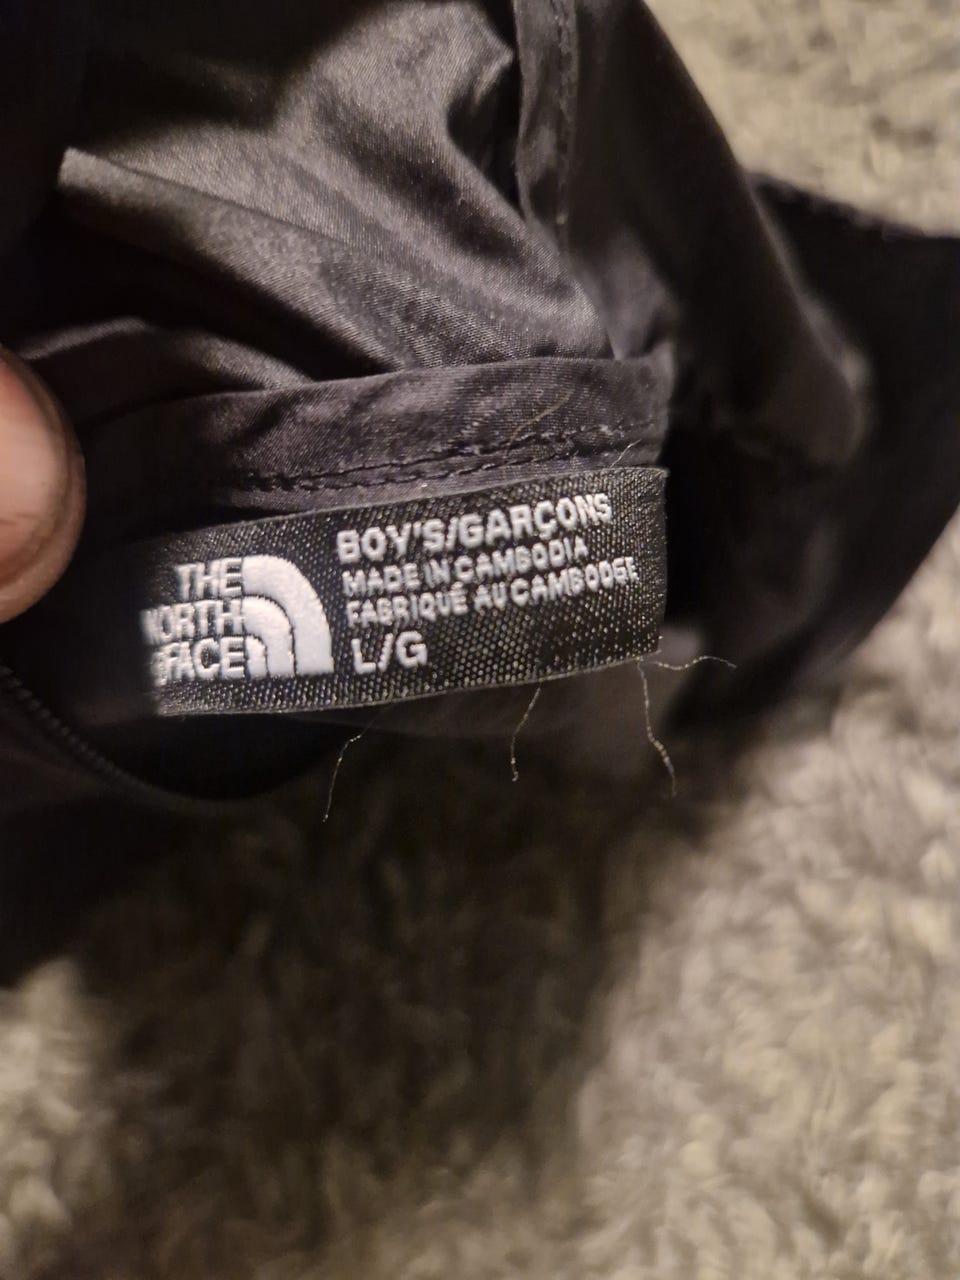 THE
NORTH
FACE
BOY'S/GARÇONS
MADE IN CAMBODIA
FABRIQUÉ AU CAMBODGE
L/G